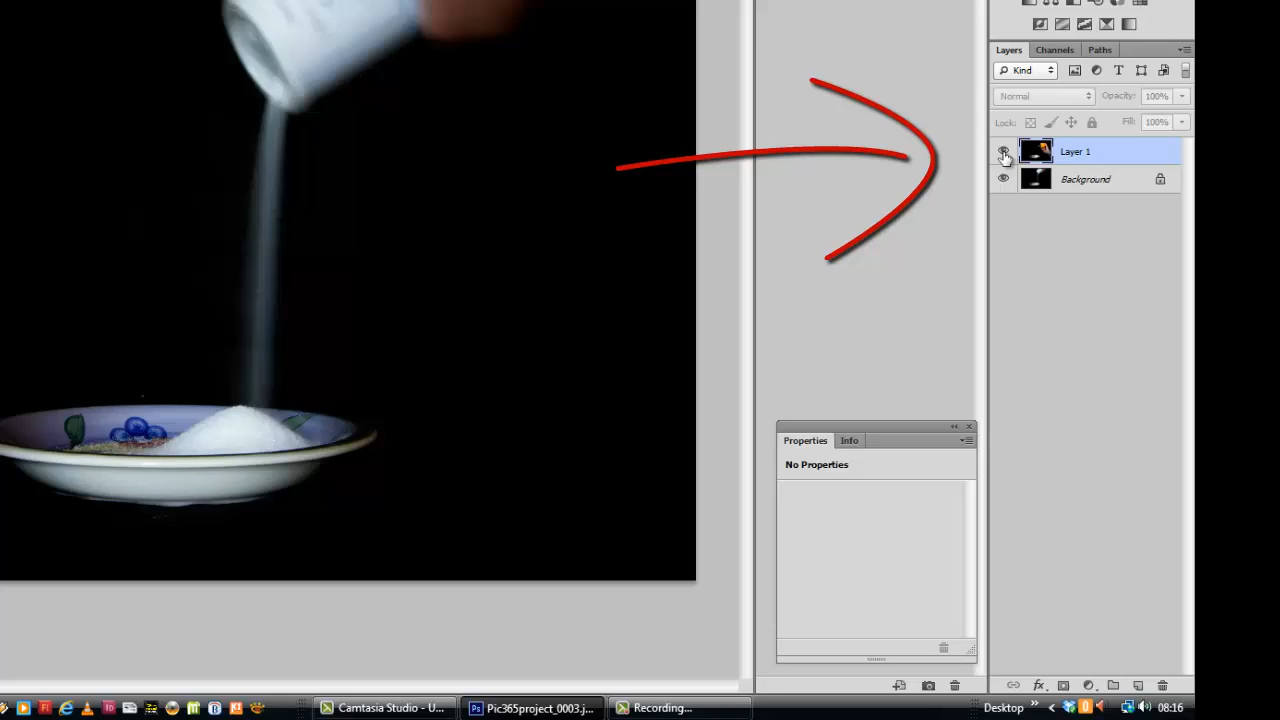 Layers Channels Paths
Kind
Normal Opacity: 100%
Lock: Fill: 100%
Layer 1
Background
Properties Info
No Properties
fx
Camtasia Studio - U... Pic365project_0003.j... Recording... Desktop 08:16